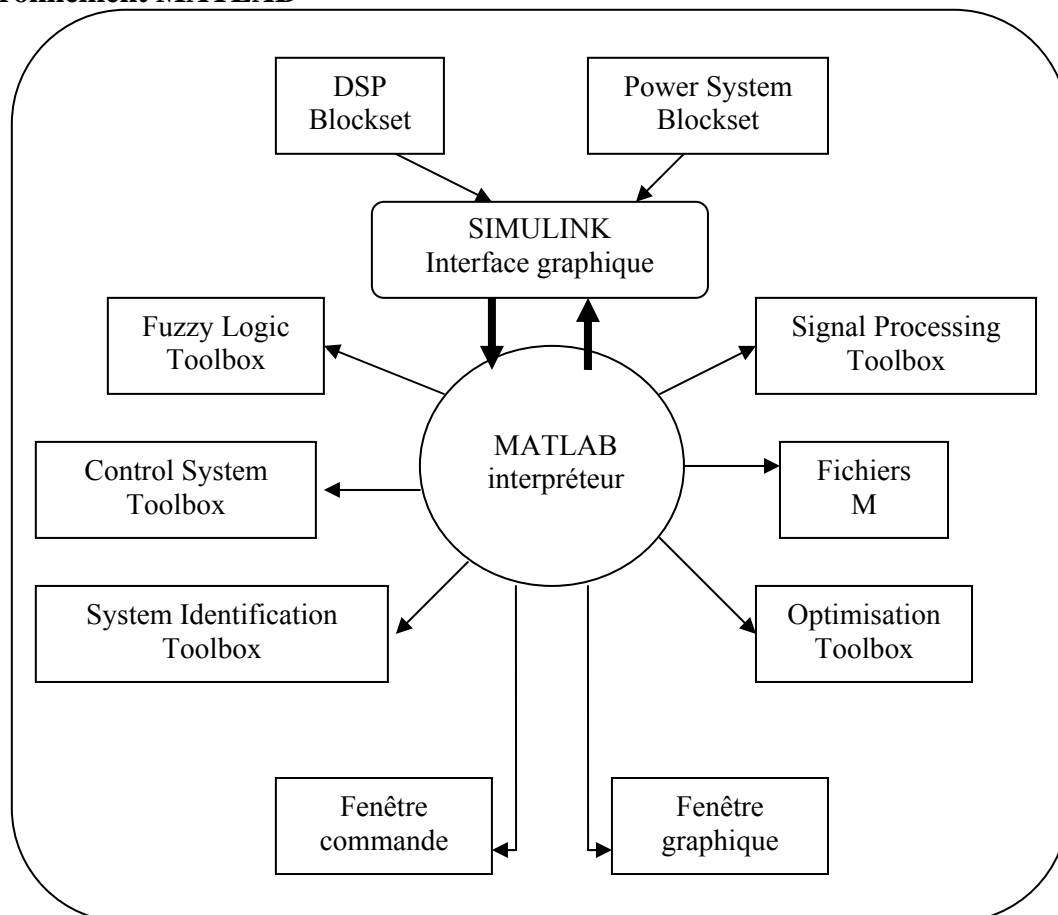 MATLAB
DSP
Blockset
Power System
Blockset
SIMULINK
Interface graphique
Fuzzy Logic
Toolbox
Signal Processing
Toolbox
MATLAB
interpréteur
Control System
Toolbox
Fichiers
M
System Identification
Toolbox
Optimisation
Toolbox
Fenêtre
commande
Fenêtre
graphique